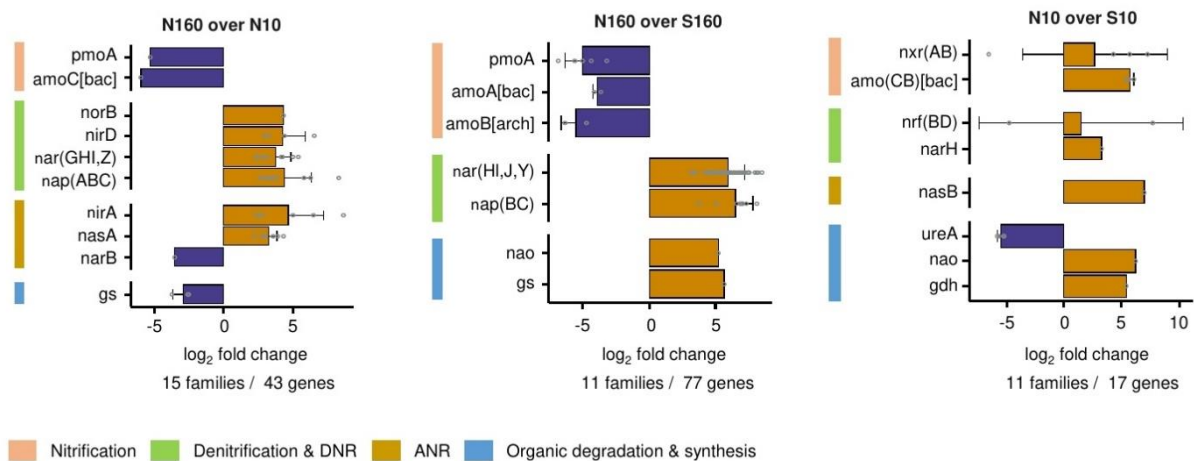 N160 over N10
pmoA
amoC[bac]
norB
nirD
nar(GHI,Z)
nap(ABC)
nirA
nasA
narB
gs
-5 0 5
log2 fold change
15 families / 43 genes
N160 over S160
pmoA
amoA[bac]
amoB[arch]
nar(HI,J,Y)
nap(BC)
nao
gs
-5 0 5
log2 fold change
11 families / 77 genes
N10 over S10
nxr(AB)
amo(CB)[bac]
nrf(BD)
narH
nasB
ureA
nao
gdh
-5 0 5 10
log2 fold change
11 families / 17 genes
Nitrification Denitrification & DNR ANR Organic degradation & synthesis